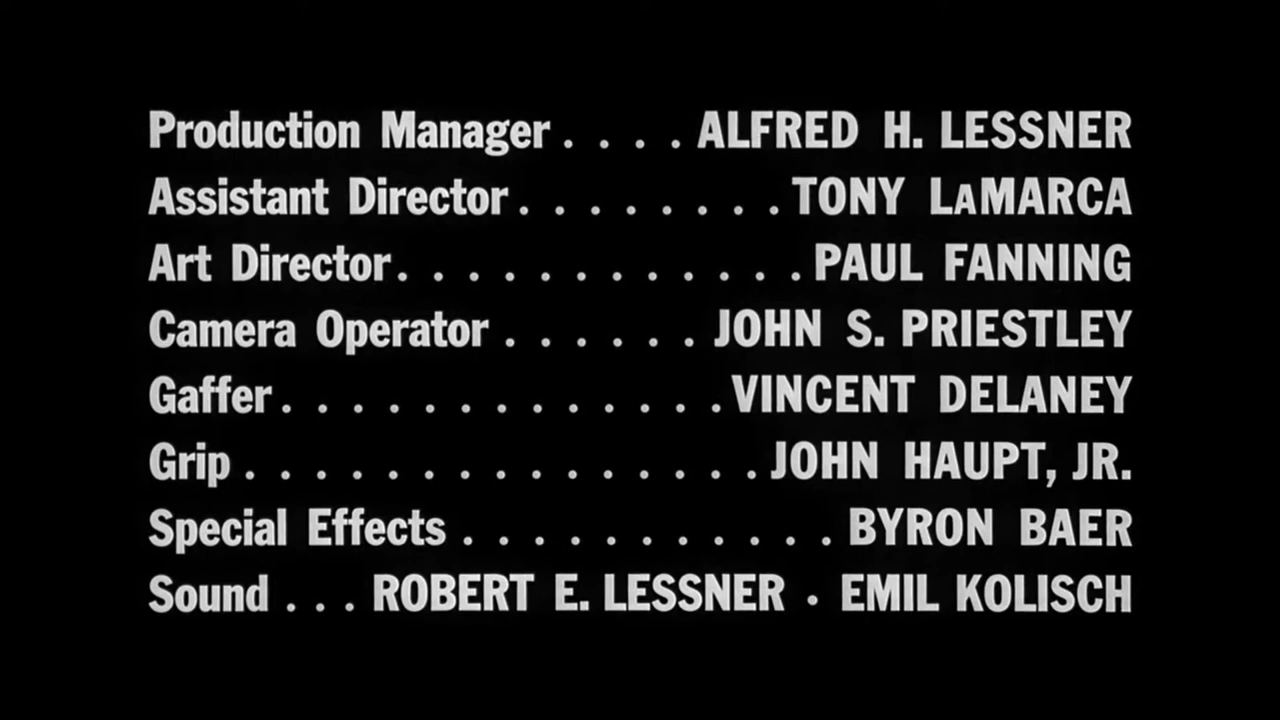 Production Manager . . . . ALFRED H. LESSNER
Assistant Director . . . . . . . . TONY LaMARCA
Art Director . . . . . . . . . . . . PAUL FANNING
Camera Operator . . . . . . JOHN S. PRIESTLEY
Gaffer . . . . . . . . . . . . . VINCENT DELANEY
Grip . . . . . . . . . . . . . . . JOHN HAUPT, JR.
Special Effects . . . . . . . . . . . BYRON BAER
Sound . . . ROBERT E. LESSNER · EMIL KOLISCH